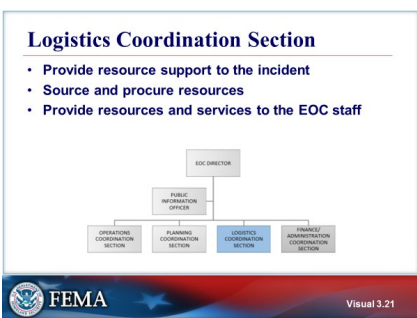 Logistics Coordination Section
• Provide resource support to the incident
• Source and procure resources
• Provide resources and services to the EOC staff
EOC DIRECTOR
PUBLIC
INFORMATION
OFFICER
OPERATIONS
COORDINATION
SECTION
PLANNING
COORDINATION
SECTION
LOGISTICS
COORDINATION
SECTION
FINANCE/
ADMINISTRATION
COORDINATION
SECTION
FEMA
Visual 3.21